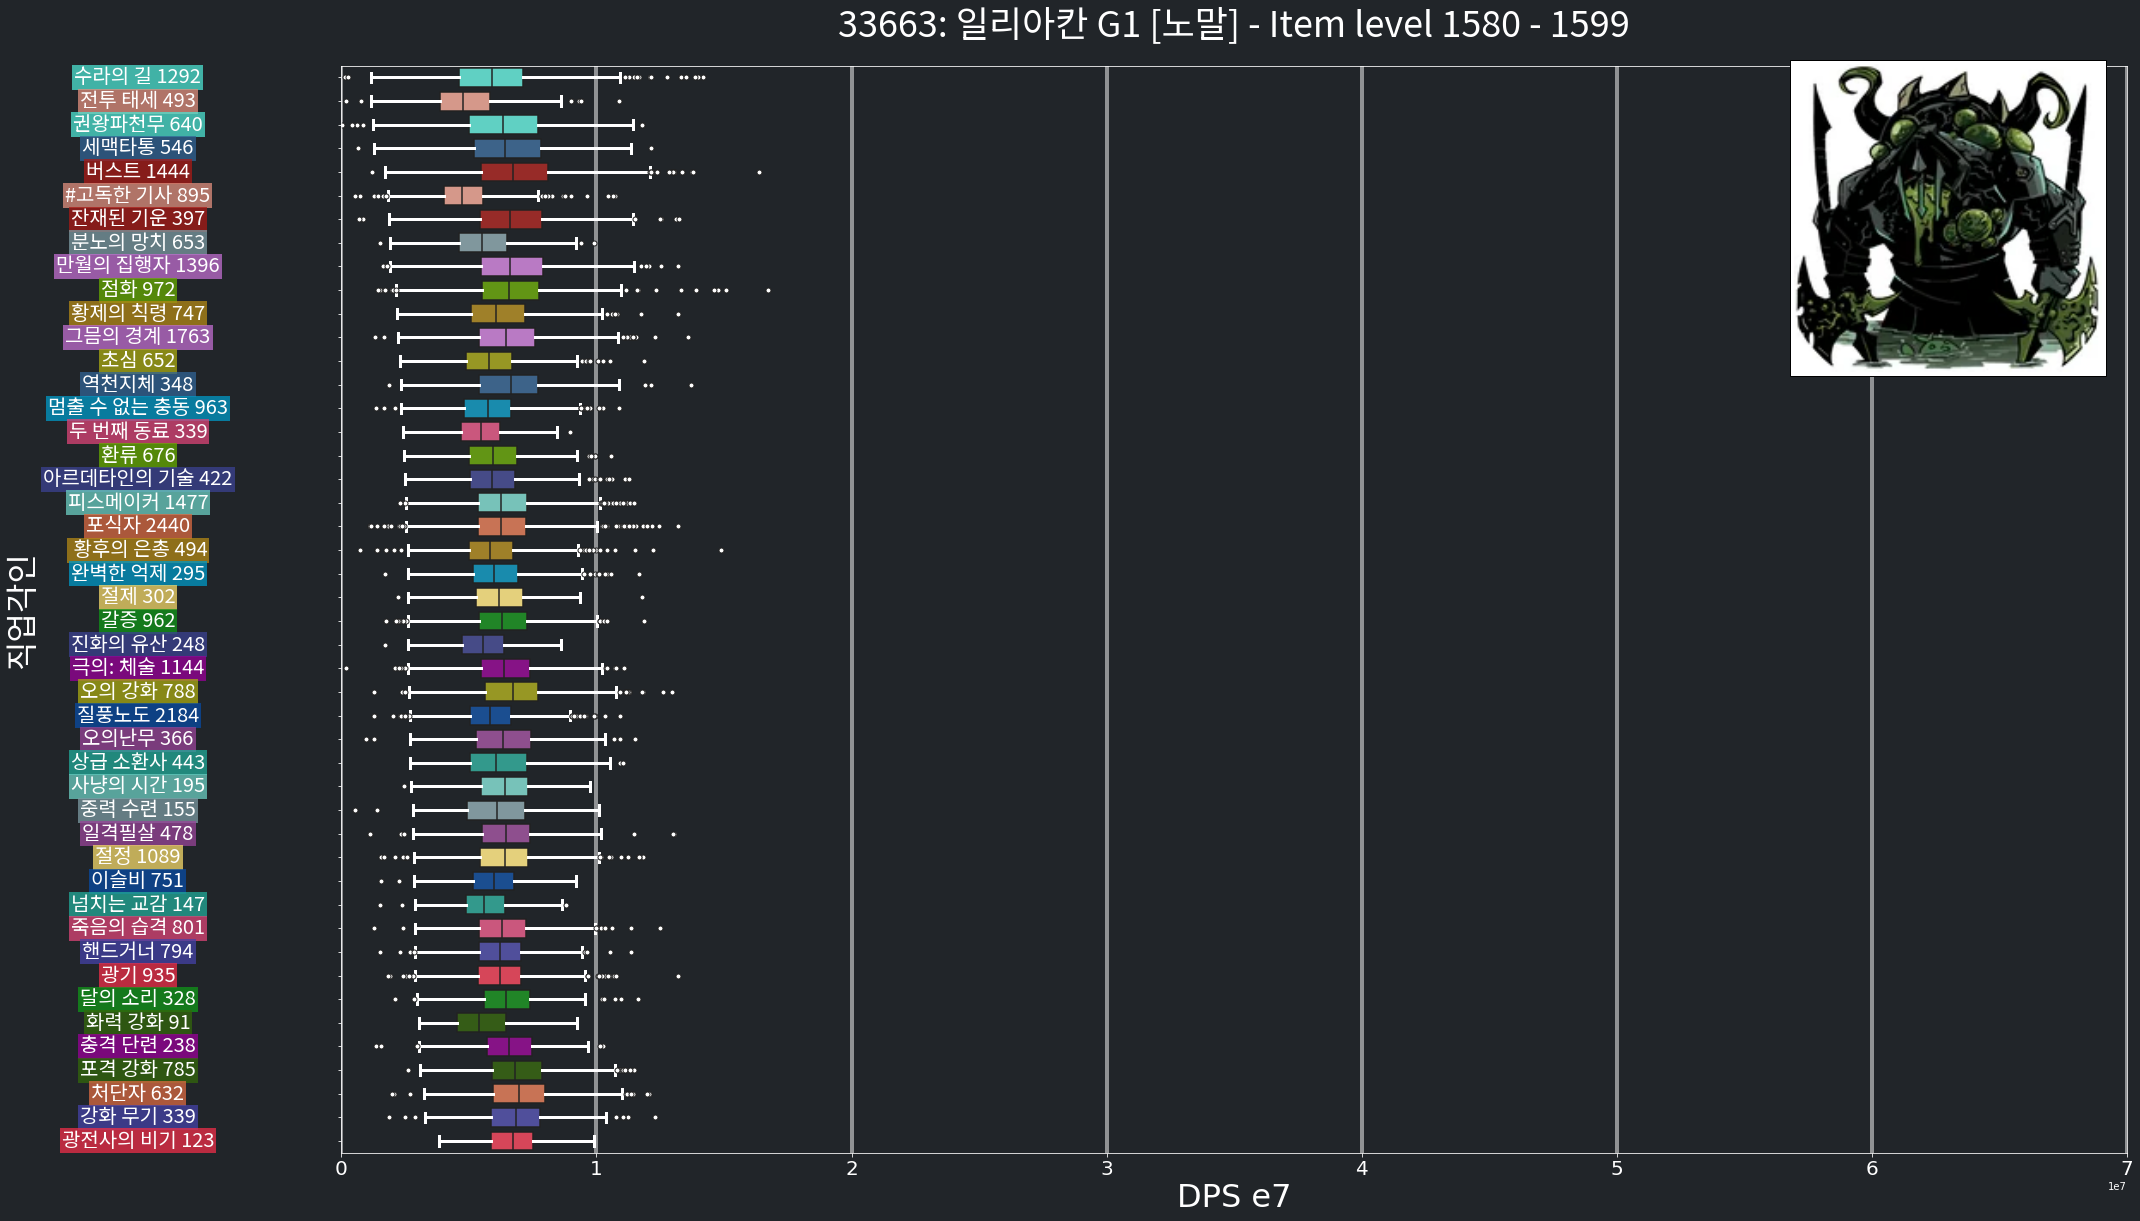 33663: 일리아칸 G1 [노말] - Item level 1580 - 1599
수라의 길 1292
전투 태세 493
권왕파천무 640
세맥타통 546
버스트 1444
#고독한 기사 895
잔재된 기운 397
분노의 망치 653
만월의 집행자 1396
점화 972
황제의 칙령 747
그믐의 경계 1763
초심 652
역천지체 348
멈출 수 없는 충동 963
두 번째 동료 339
환류 676
아르데타인의 기술 422
피스메이커 1477
포식자 2440
황후의 은총 494
완벽한 억제 295
절제 302
갈증 962
진화의 유산 248
극의: 체술 1144
오의 강화 788
질풍노도 2184
오의난무 366
상급 소환사 443
사냥의 시간 195
중력 수련 155
일격필살 478
절정 1089
이슬비 751
넘치는 교감 147
죽음의 습격 801
핸드거너 794
광기 935
달의 소리 328
화력 강화 91
충격 단련 238
포격 강화 785
처단자 632
강화 무기 339
광전사의 비기 123
직업각인
0 1 2 3 4 5 6 7
1e7
DPS e7